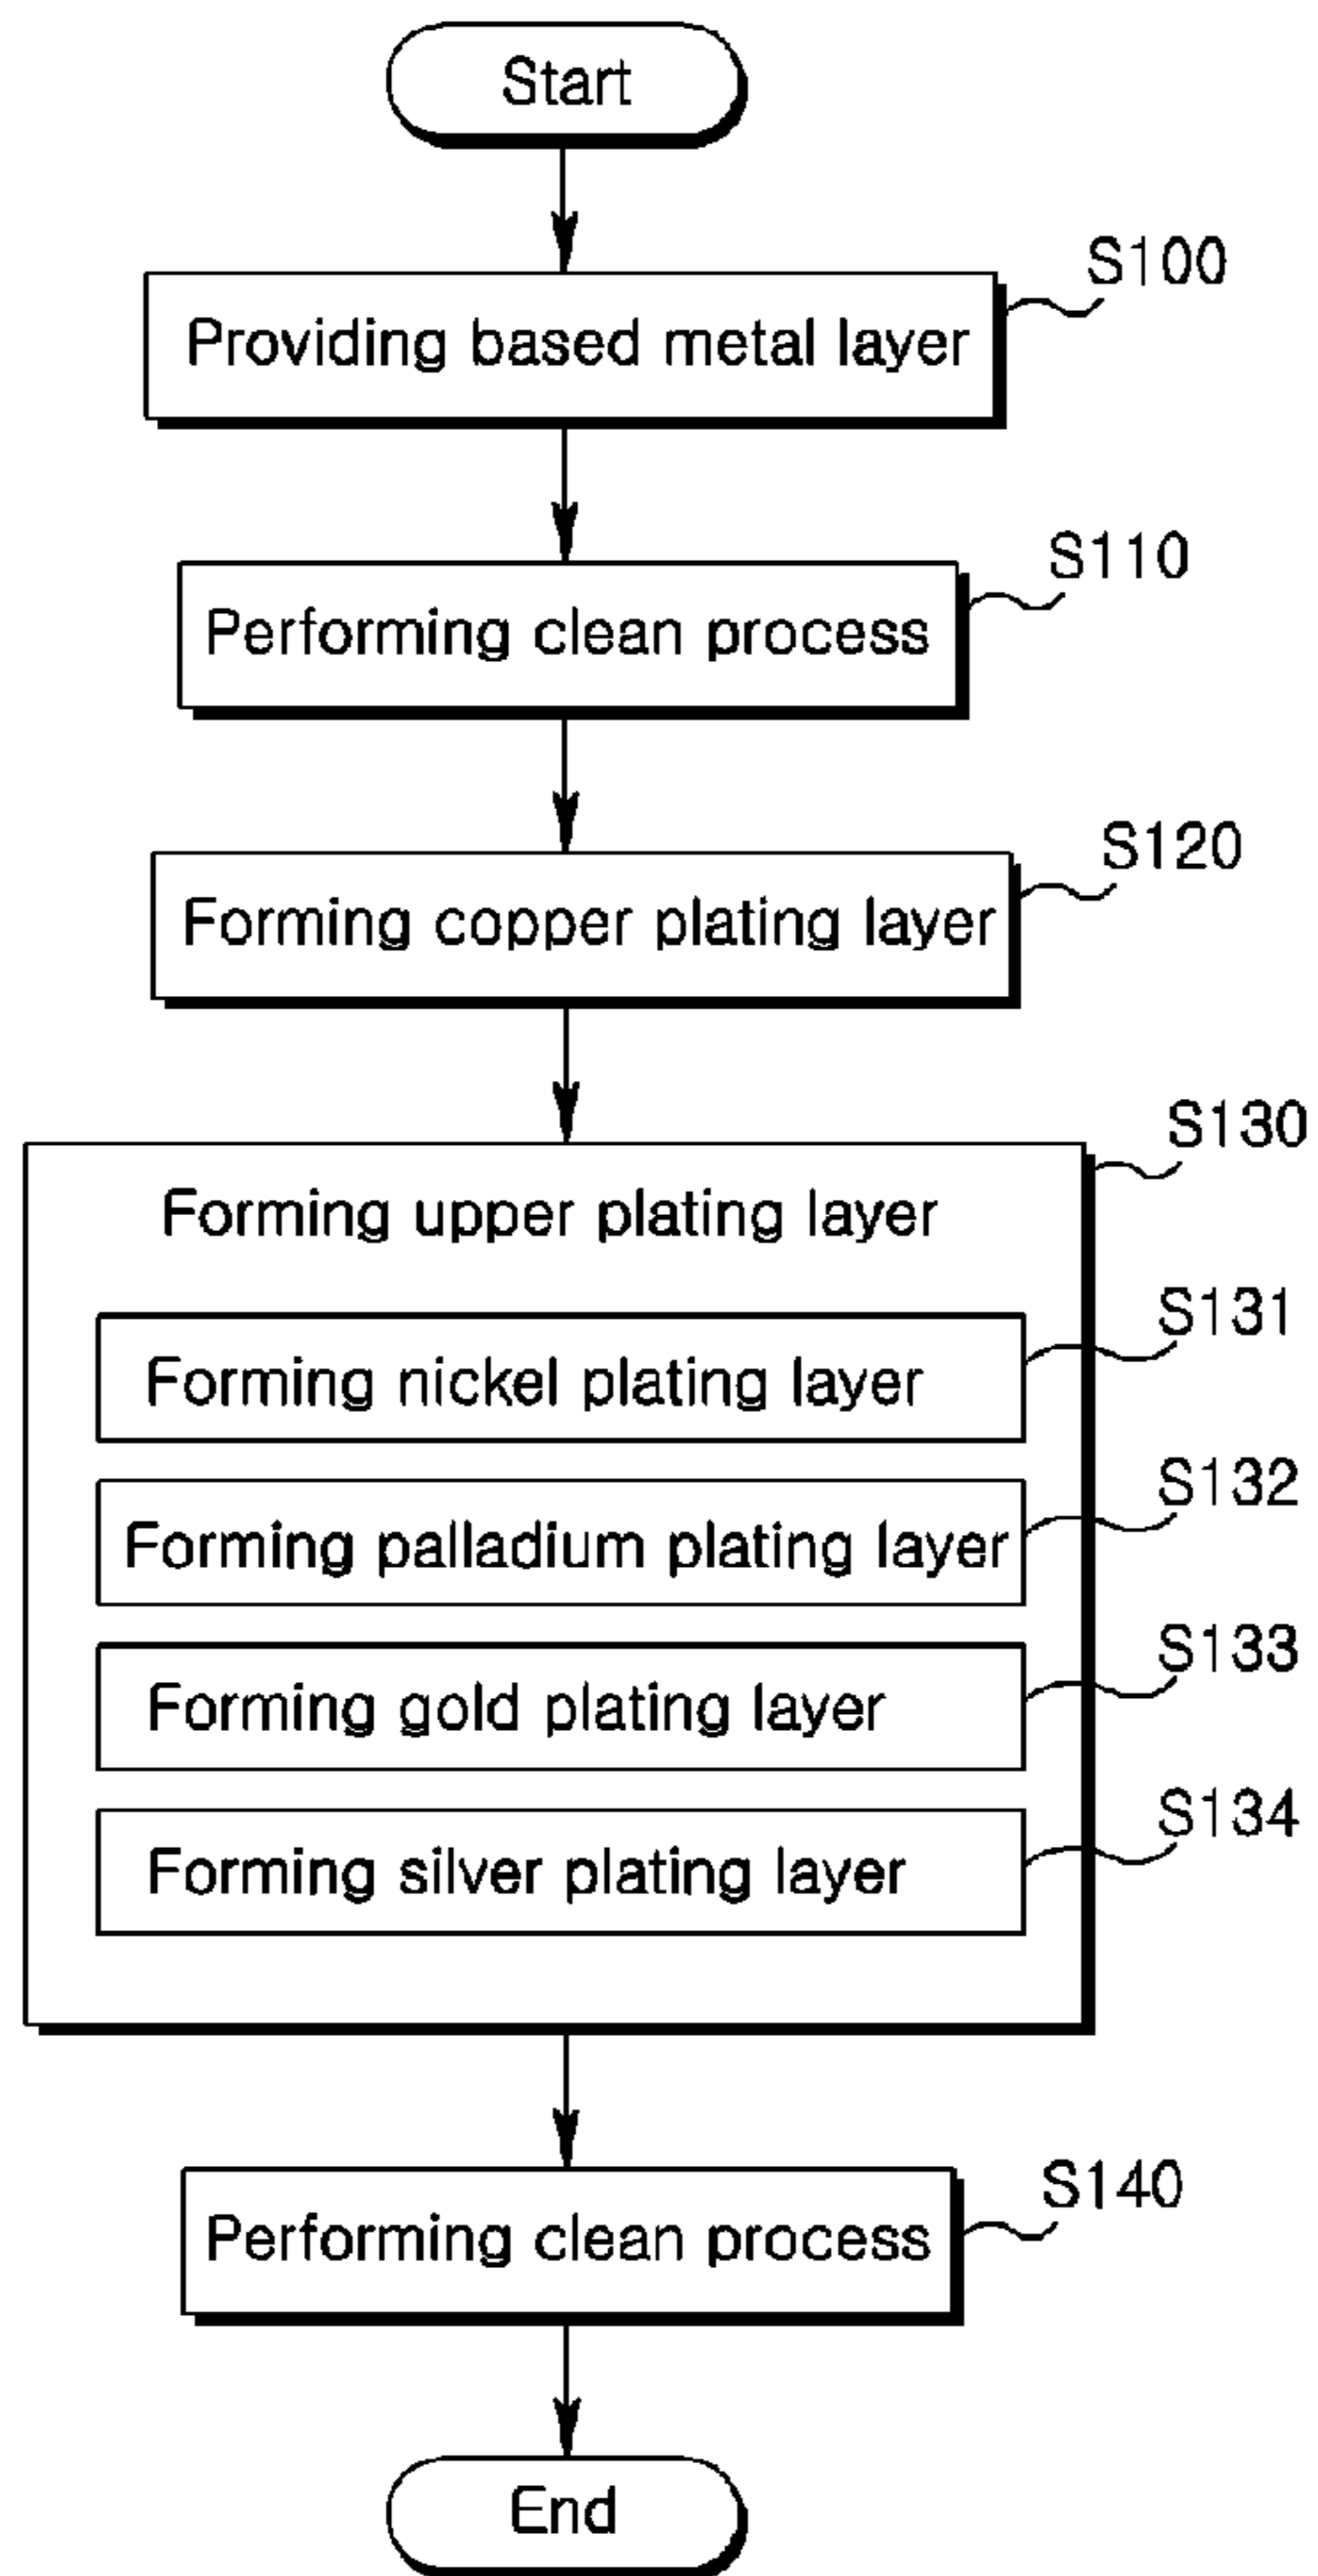 Start
S100
Providing based metal layer
S110
Performing clean process
S120
Forming copper plating layer
S130
Forming upper plating layer
S131
Forming nickel plating layer
S132
Forming palladium plating layer
S133
Forming gold plating layer
S134
Forming silver plating layer
S140
Performing clean process
End